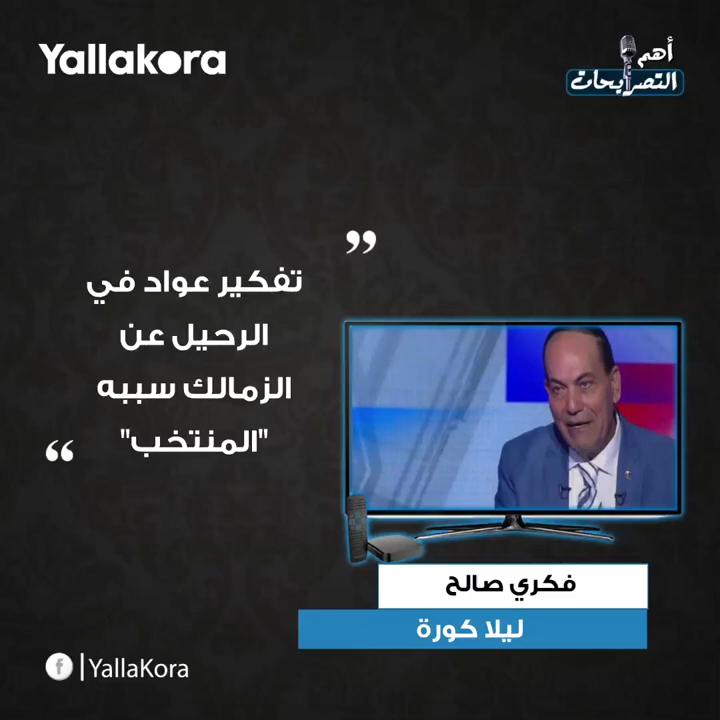 Yallakora
أهم
التصريحات
"
تفكير عواد في
الرحيل عن
الزمالك سببه
"المنتخب"
"
فكري صالح
ليلا كورة
f | YallaKora